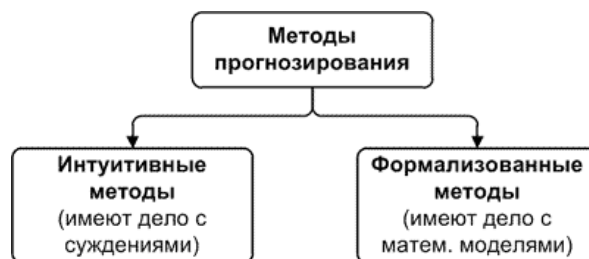 Методы
прогнозирования
Интуитивные
методы
(имеют дело с
суждениями)
Формализованные
методы
(имеют дело с
матем. моделями)